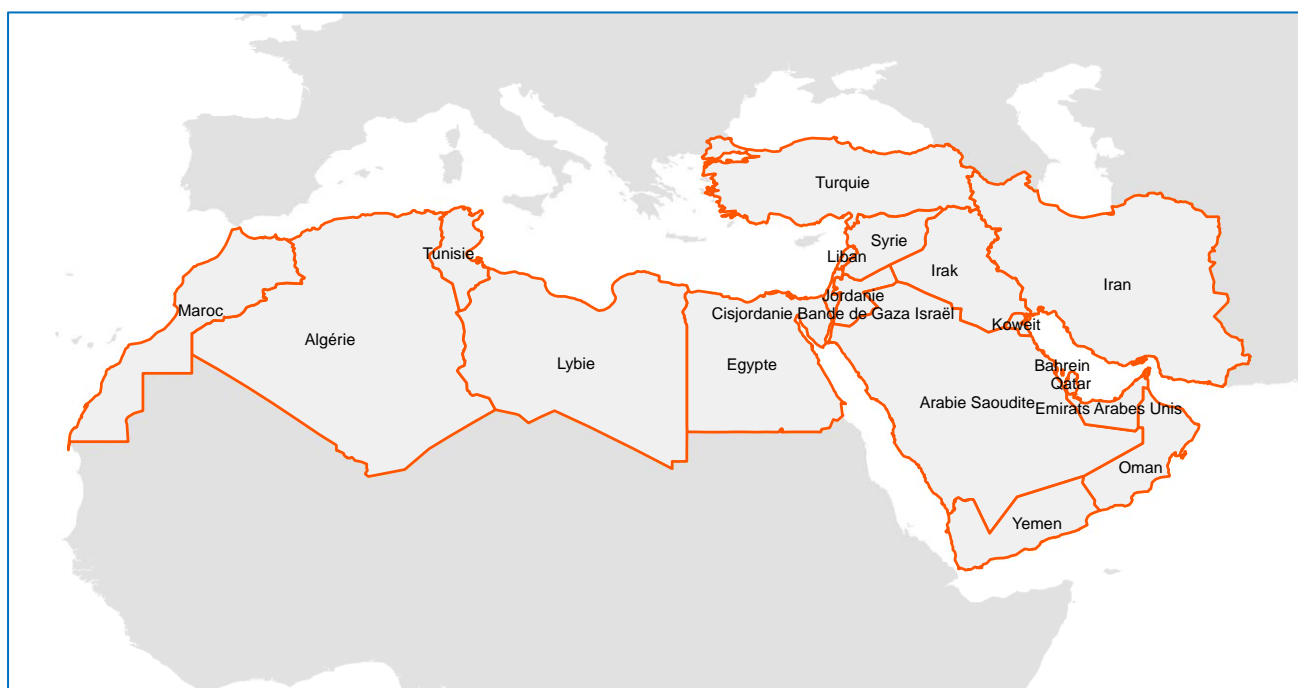 Turquie
Syrie
Tunisie
Liban
Irak
Iran
Jordanie
Maroc
Cisjordanie Bande de Gaza Israël
Koweit
Algérie
Lybie
Egypte
Bahrein
Qatar
Arabie Saoudite
Emirats Arabes Unis
Oman
Yemen